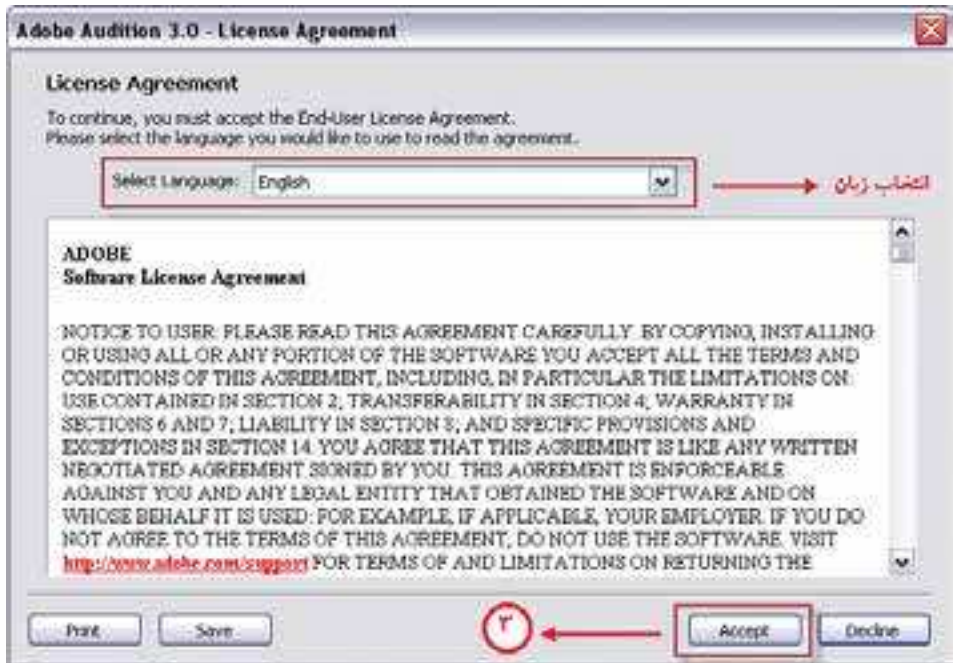 Adobe Audition 3.0 - License Agreement
License Agreement
To continue, you must accept the End-User License Agreement.
Please select the language you would like to use to read the agreement.
Select Language: English
انتخاب زبان
ADOBE
Software License Agreement
NOTICE TO USER: PLEASE READ THIS AGREEMENT CAREFULLY. BY COPYING, INSTALLING
OR USING ALL OR ANY PORTION OF THE SOFTWARE YOU ACCEPT ALL THE TERMS AND
CONDITIONS OF THIS AGREEMENT, INCLUDING, IN PARTICULAR THE LIMITATIONS ON:
USE CONTAINED IN SECTION 2; TRANSFERABILITY IN SECTION 4; WARRANTY IN
SECTIONS 6 AND 7; LIABILITY IN SECTION 8; AND SPECIFIC PROVISIONS AND
EXCEPTIONS IN SECTION 14. YOU AGREE THAT THIS AGREEMENT IS LIKE ANY WRITTEN
NEGOTIATED AGREEMENT SIGNED BY YOU. THIS AGREEMENT IS ENFORCEABLE
AGAINST YOU AND ANY LEGAL ENTITY THAT OBTAINED THE SOFTWARE AND ON
WHOSE BEHALF IT IS USED: FOR EXAMPLE, IF APPLICABLE, YOUR EMPLOYER. IF YOU DO
NOT AGREE TO THE TERMS OF THIS AGREEMENT, DO NOT USE THE SOFTWARE. VISIT
http://www.adobe.com/support FOR TERMS OF AND LIMITATIONS ON RETURNING THE
Print Save ۳ Accept Decline